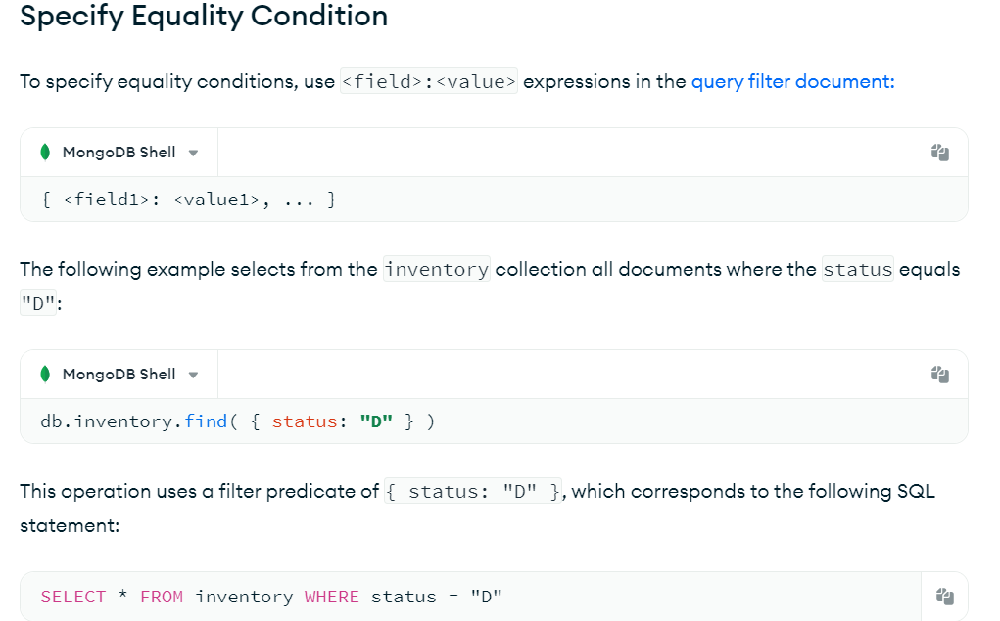 Specify Equality Condition
To specify equality conditions, use <field>:<value> expressions in the query filter document:
MongoDB Shell
{ <field1>: <value1>, ... }
The following example selects from the inventory collection all documents where the status equals
"D":
MongoDB Shell
db.inventory.find( { status: "D" } )
This operation uses a filter predicate of { status: "D" }, which corresponds to the following SQL
statement:
SELECT * FROM inventory WHERE status = "D"